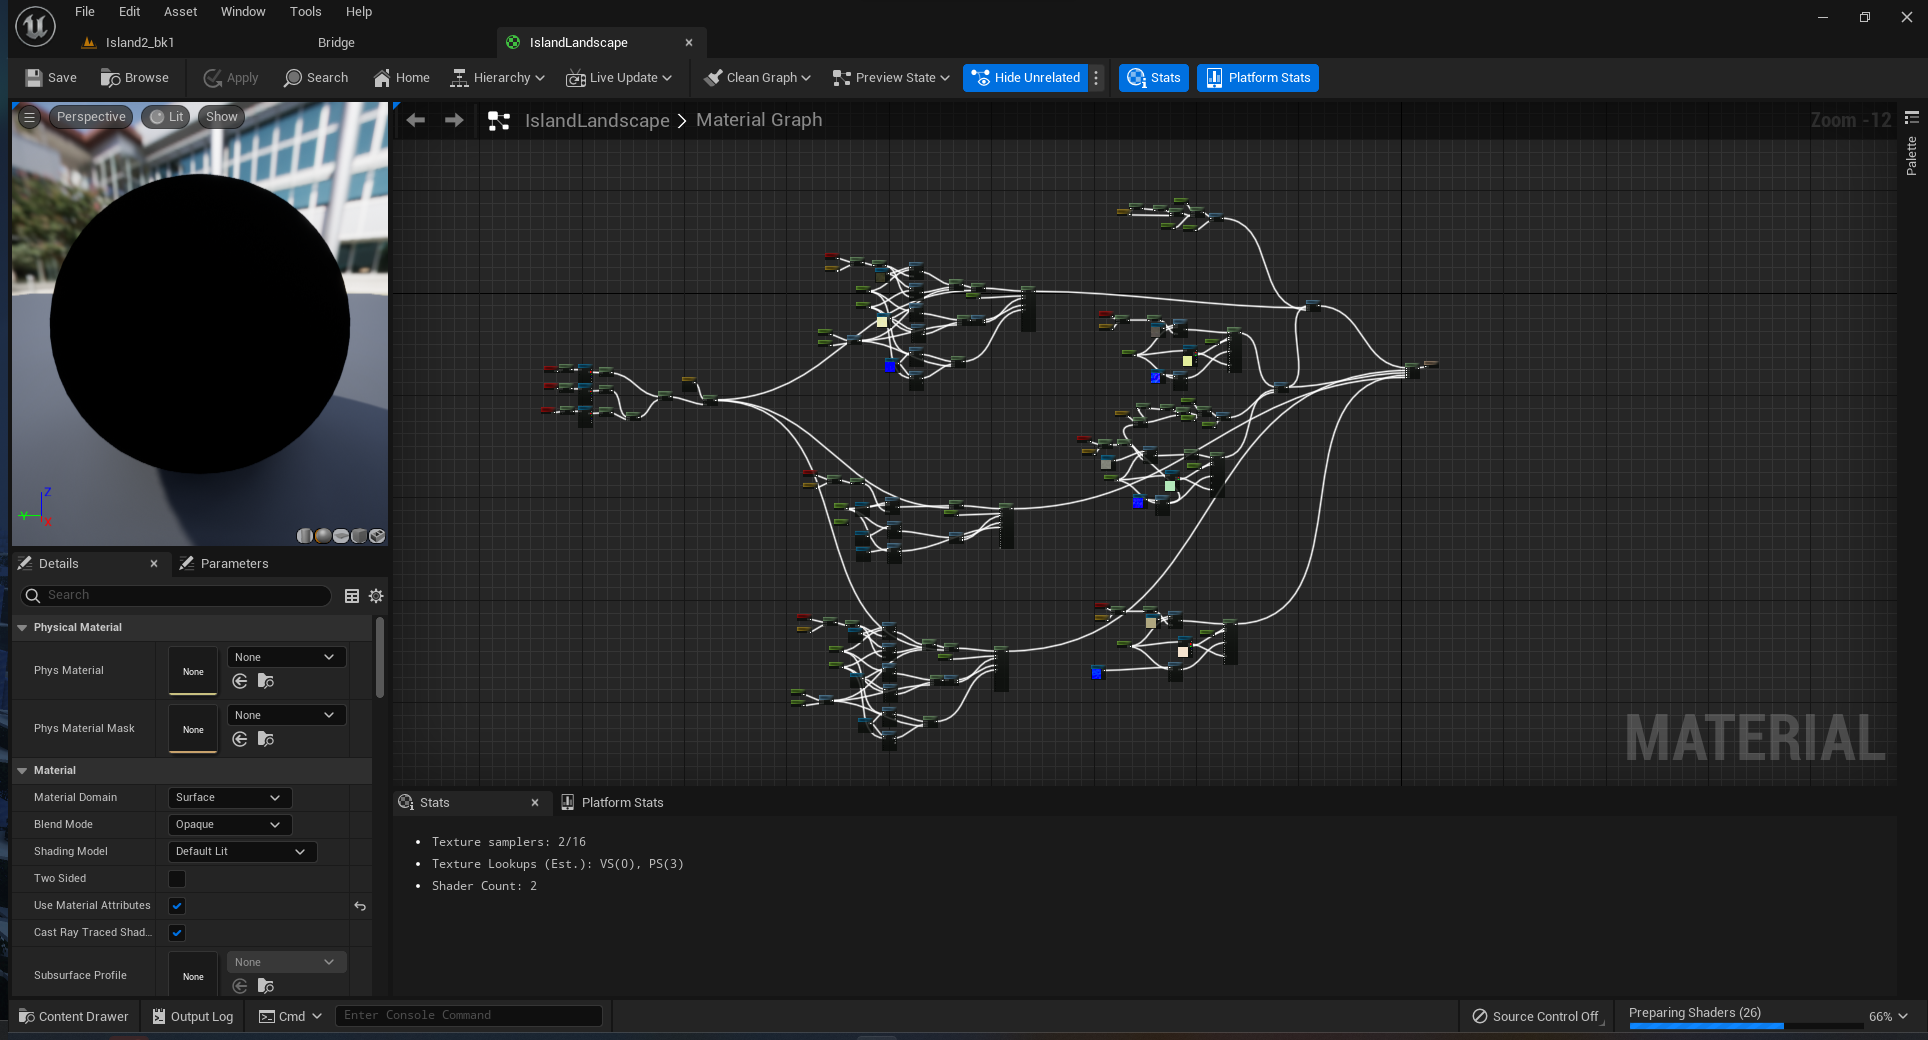 File Edit Asset Window Tools Help
Island2_bk1 Bridge IslandLandscape
Save Browse Apply Search Home Hierarchy Live Update Clean Graph Preview State Hide Unrelated Stats Platform Stats
Perspective Lit Show
IslandLandscape > Material Graph
Zoom -12
Palette
Z
Y
X
MATERIAL
Details Parameters
Search
Physical Material
Phys Material None None
Phys Material Mask None None
Material
Material Domain Surface
Blend Mode Opaque
Shading Model Default Lit
Two Sided
Use Material Attributes
Cast Ray Traced Shad...
Subsurface Profile None None
Stats Platform Stats
• Texture samplers: 2/16
• Texture Lookups (Est.): VS(0), PS(3)
• Shader Count: 2
Content Drawer Output Log Cmd Enter Console Command Source Control Off Preparing Shaders (26) 66%